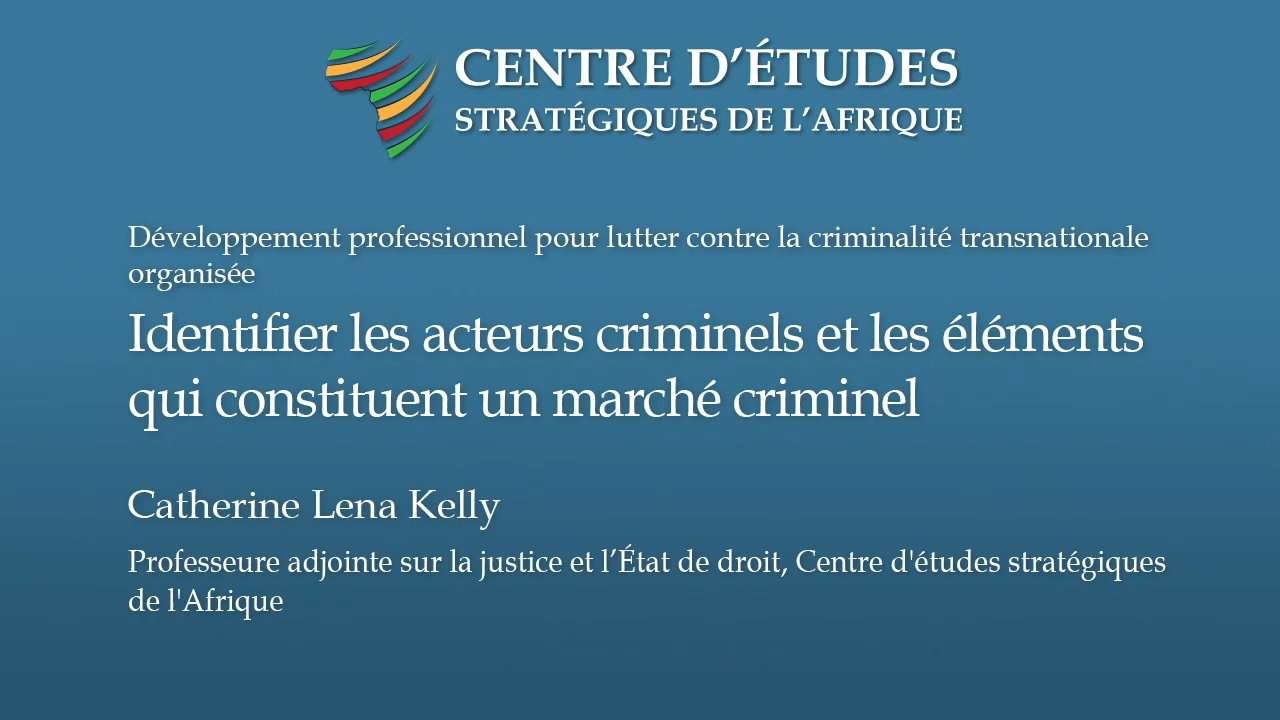 CENTRE D’ÉTUDES
STRATÉGIQUES DE L’AFRIQUE
Développement professionnel pour lutter contre la criminalité transnationale
organisée
Identifier les acteurs criminels et les éléments
qui constituent un marché criminel
Catherine Lena Kelly
Professeure adjointe sur la justice et l’État de droit, Centre d'études stratégiques
de l'Afrique